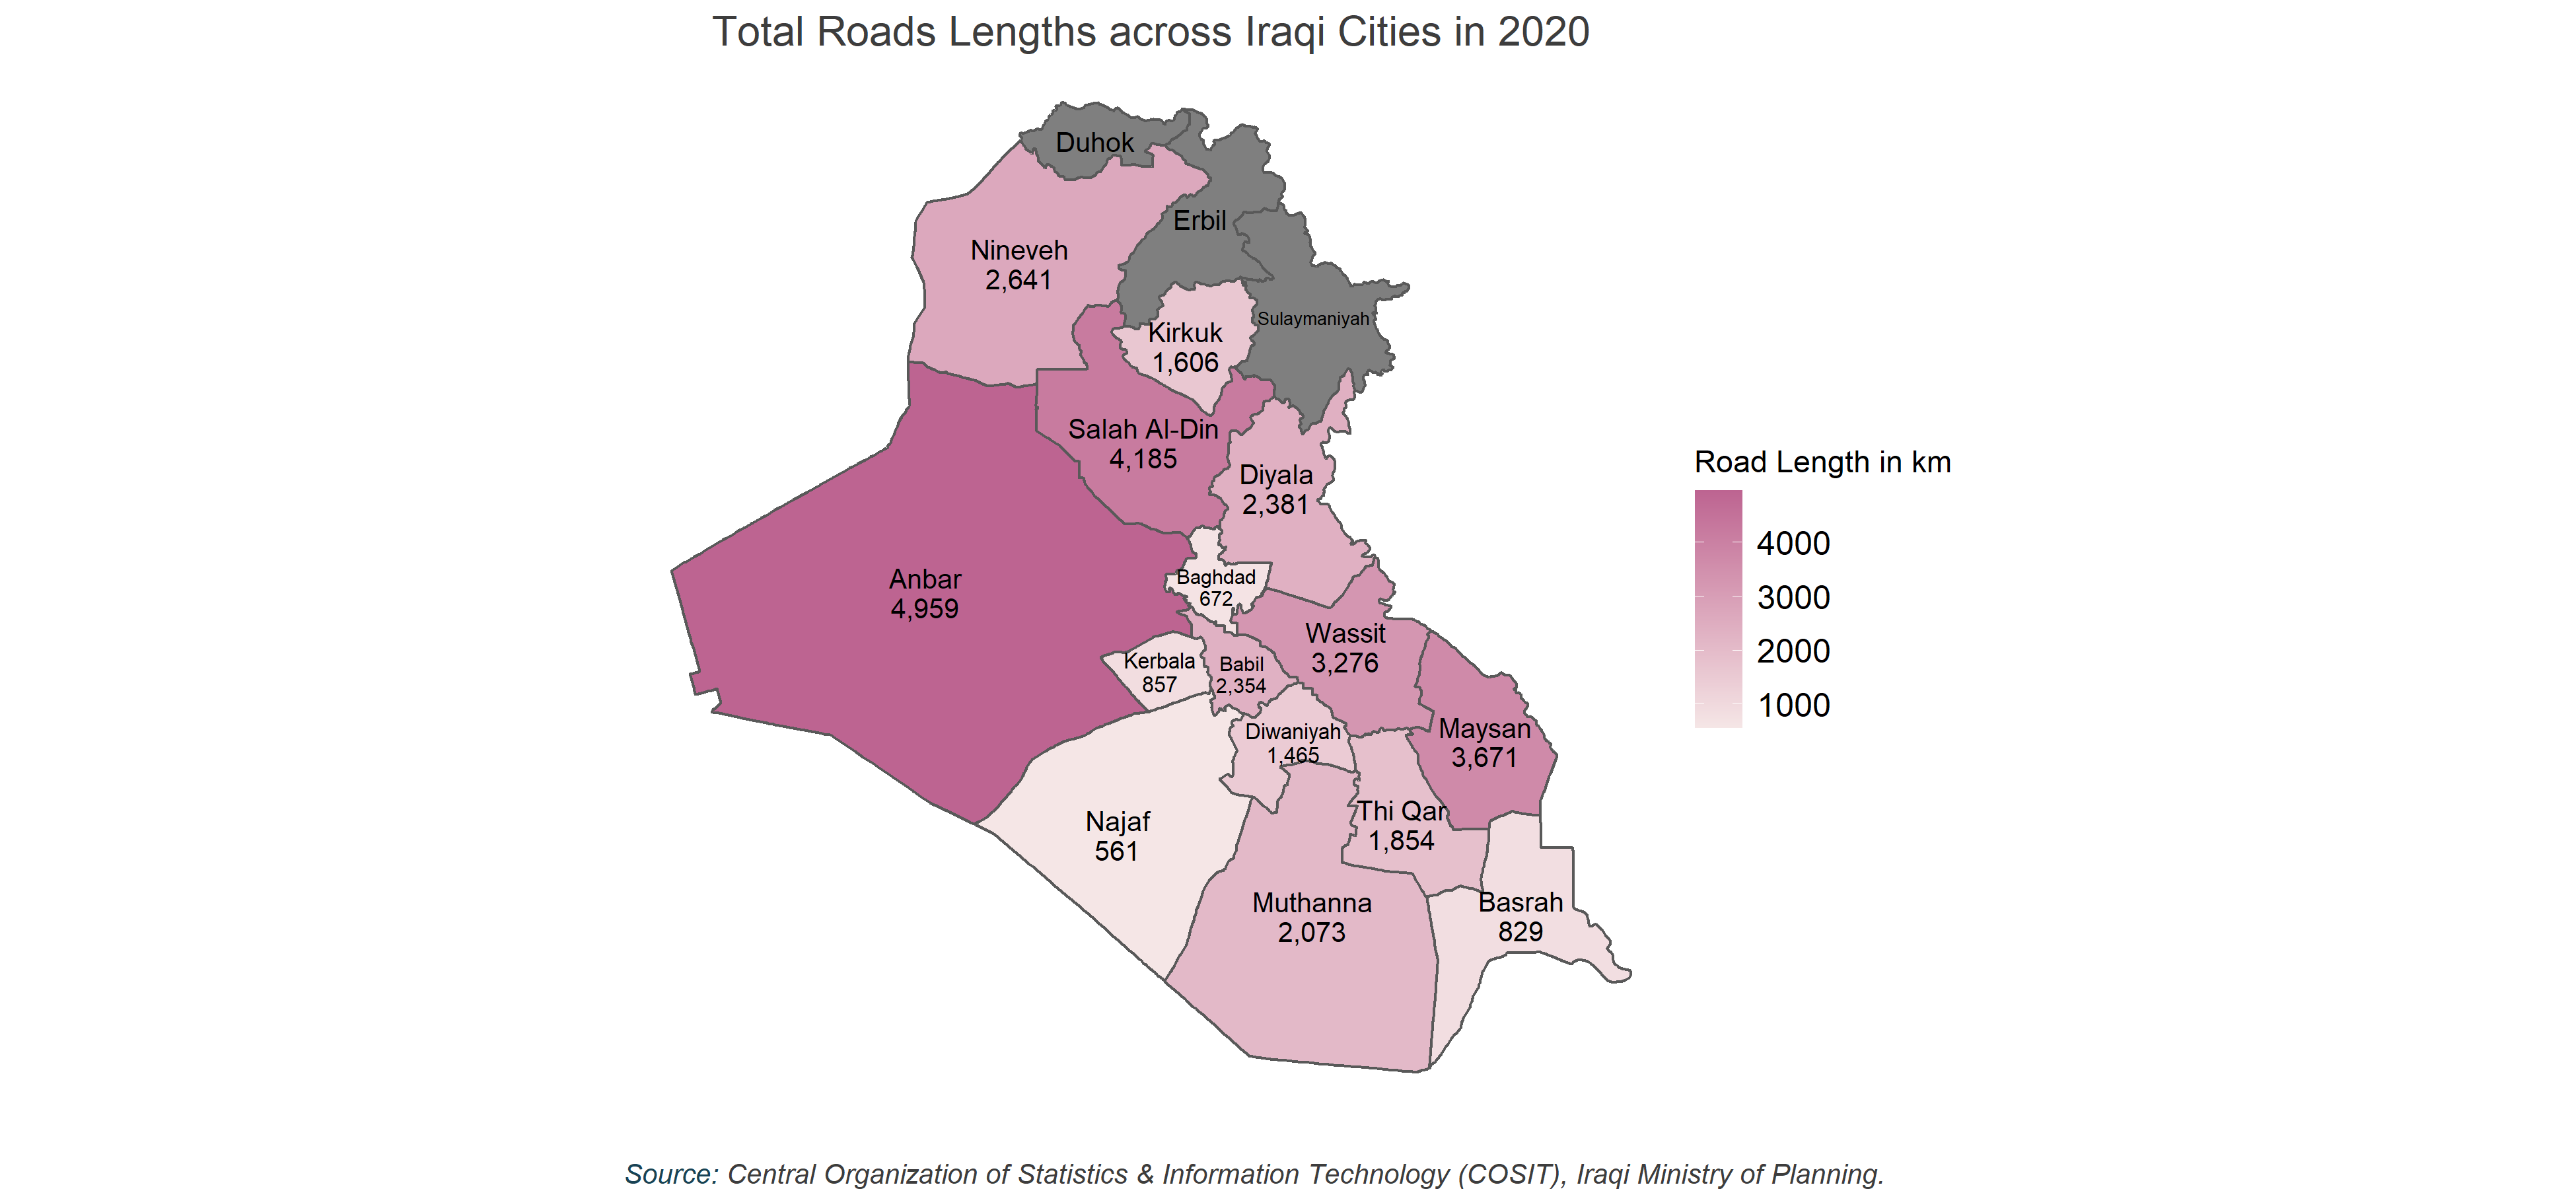 Total Roads Lengths across Iraqi Cities in 2020
Duhok
Erbil
Nineveh
2,641
Sulaymaniyah
Kirkuk
1,606
Salah Al-Din
4,185
Diyala
2,381
Anbar
4,959
Baghdad
672
Wassit
3,276
Kerbala
857
Babil
2,354
Diwaniyah
1,465
Maysan
3,671
Najaf
561
Thi Qar
1,854
Muthanna
2,073
Basrah
829
Road Length in km
4000
3000
2000
1000
Source: Central Organization of Statistics & Information Technology (COSIT), Iraqi Ministry of Planning.